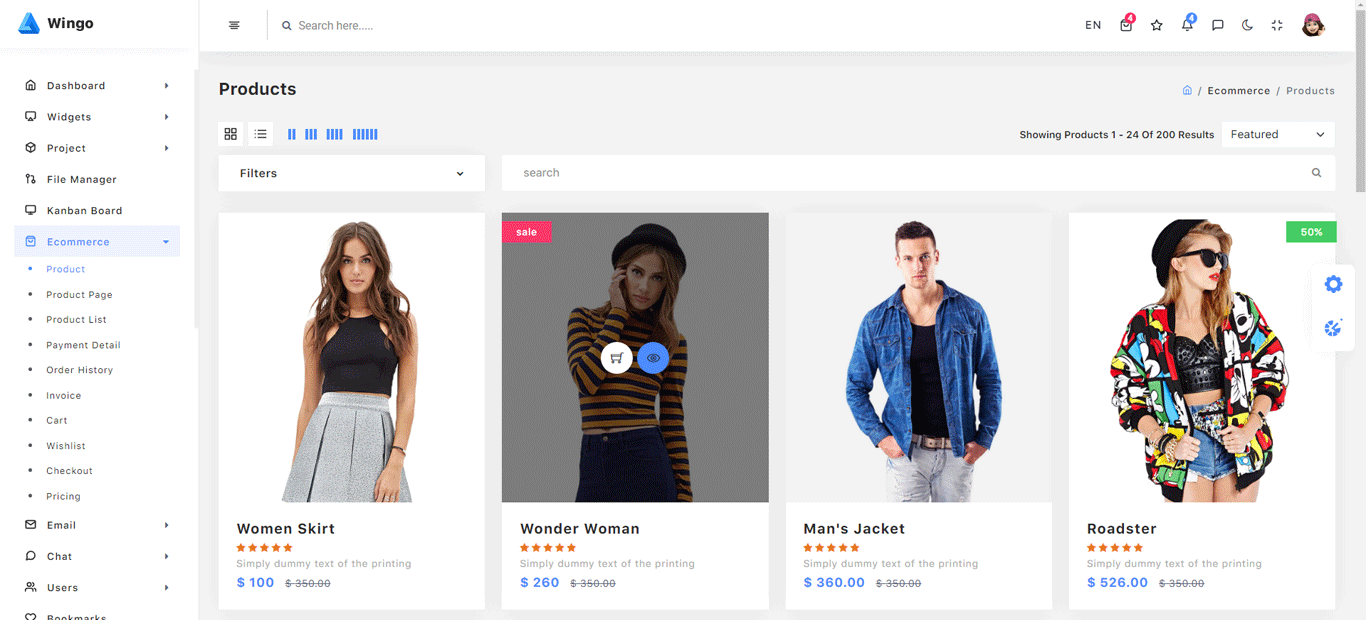 Wingo
Search here.....
EN
4
4
Dashboard
Widgets
Project
File Manager
Kanban Board
Ecommerce
Product
Product Page
Product List
Payment Detail
Order History
Invoice
Cart
Wishlist
Checkout
Pricing
Email
Chat
Users
Bookmarks
Products
/ Ecommerce / Products
Showing Products 1 - 24 Of 200 Results
Featured
Filters
search
sale
50%
Women Skirt
Simply dummy text of the printing
$ 100 $ 350.00
Wonder Woman
Simply dummy text of the printing
$ 260 $ 350.00
Man's Jacket
Simply dummy text of the printing
$ 360.00 $ 350.00
Roadster
Simply dummy text of the printing
$ 526.00 $ 350.00